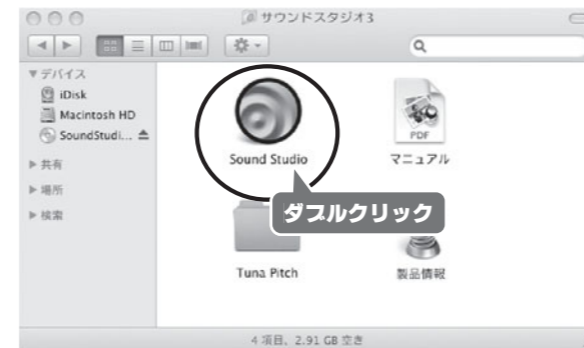 サウンドスタジオ3
デバイス
iDisk
Macintosh HD
SoundStudi...
共有
場所
検索
Sound Studio
PDF
マニュアル
ダブルクリック
Tuna Pitch
製品情報
4 項目、2.91 GB 空き